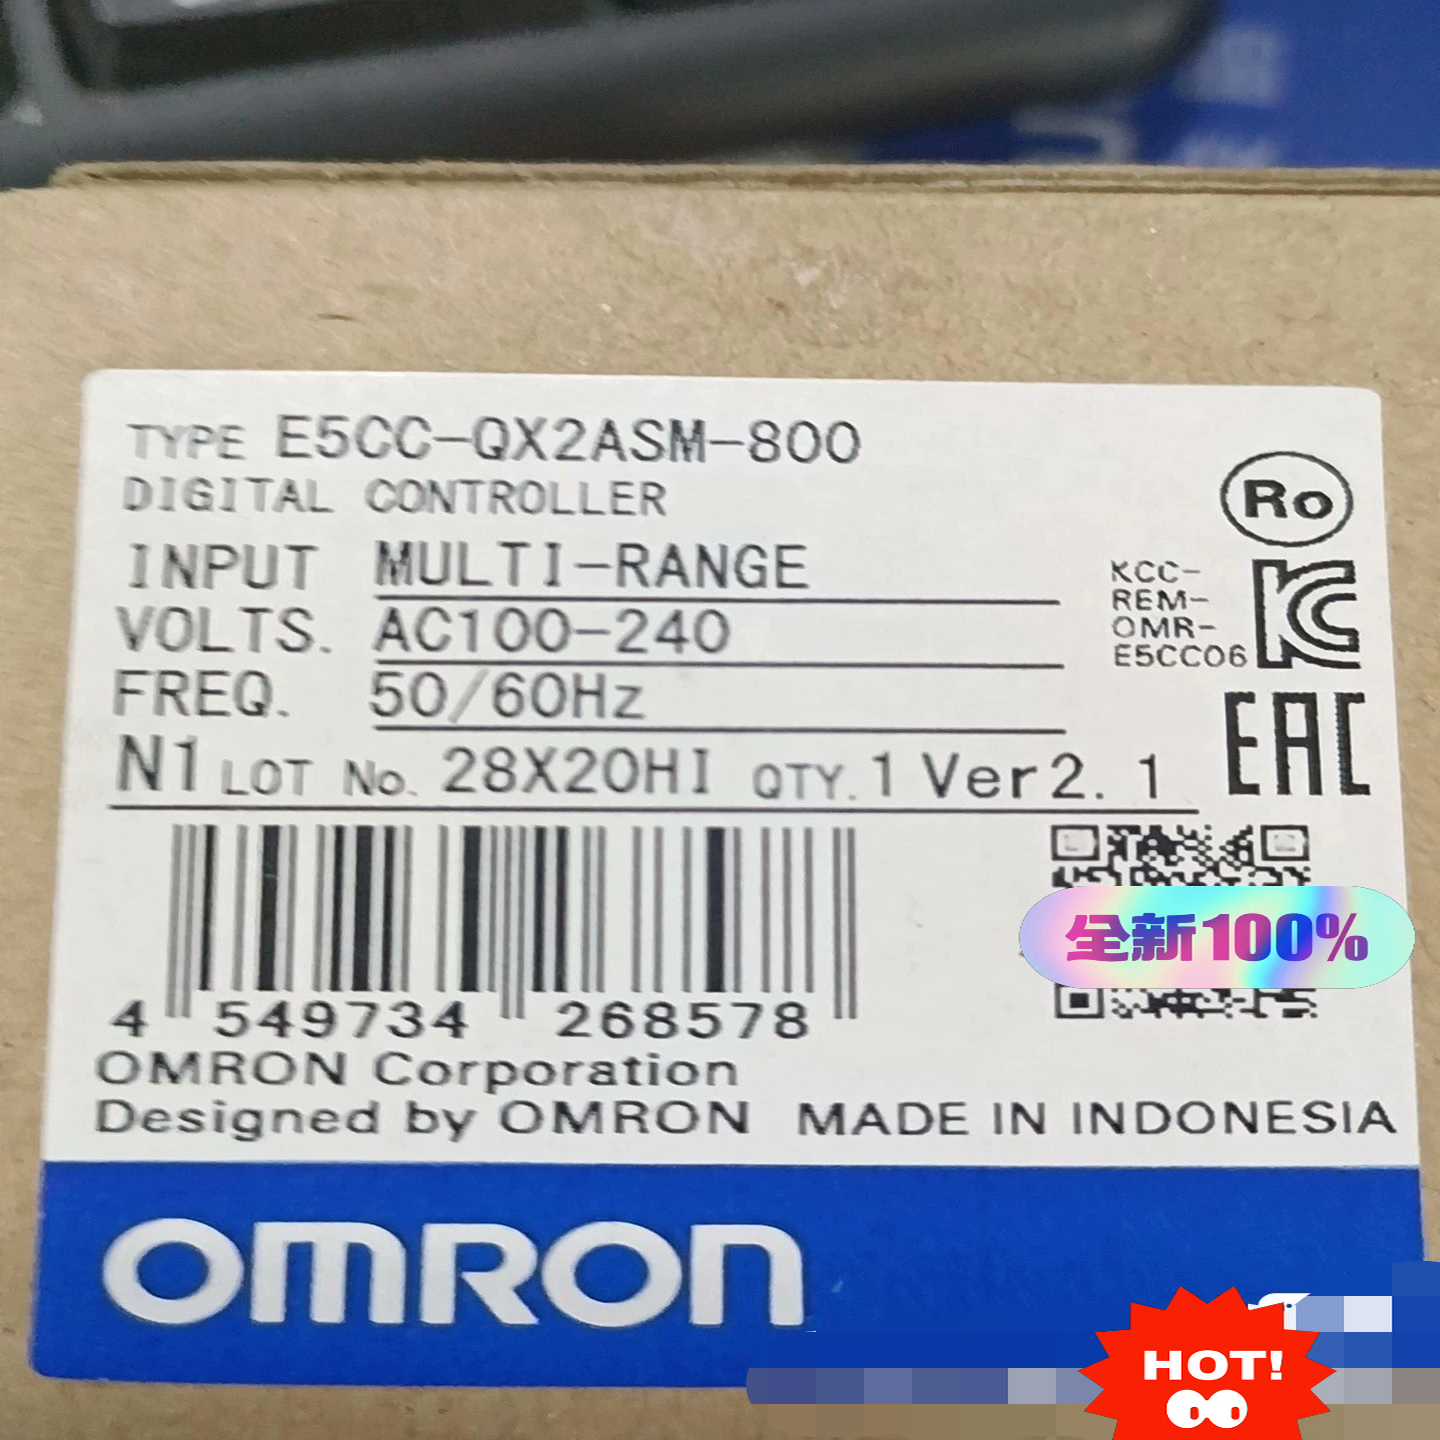 TYPE E5CC-QX2ASM-800
DIGITAL CONTROLLER
INPUT MULTI-RANGE
VOLTS. AC100-240
FREQ. 50/60Hz
N1 LOT No. 28X20HI QTY. 1 Ver2.1
Ro
KCC-
REM-
OMR-
E5CC06
EAC
全新100%
4 549734 268578
OMRON Corporation
Designed by OMRON MADE IN INDONESIA
OMRON
HOT!